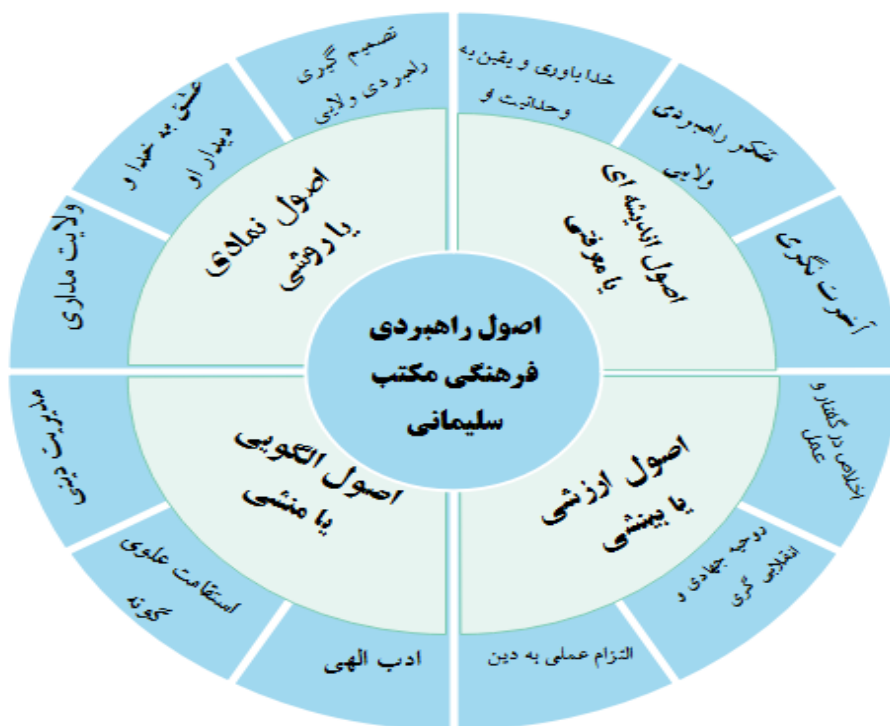 اصول راهبردی
فرهنگی مکتب
سلیمانی
اصول اندیشه ای
یا معرفتی
خداباوری و یقین به
وحدانیت و
تفکر راهبردی
ولایی
آخرت نگری
اصول ارزشی
یا بینشی
اخلاص در گفتار و
عمل
روحیه جهادی و
انقلابی گری
التزام عملی به دین
اصول الگویی
یا منشی
ادب الهی
استقامت علوی
گونه
مدیریت دینی
اصول نمادی
یا روشی
ولایت مداری
عشق به خدا و
دیدار او
تصمیم گیری
راهبردی ولایی